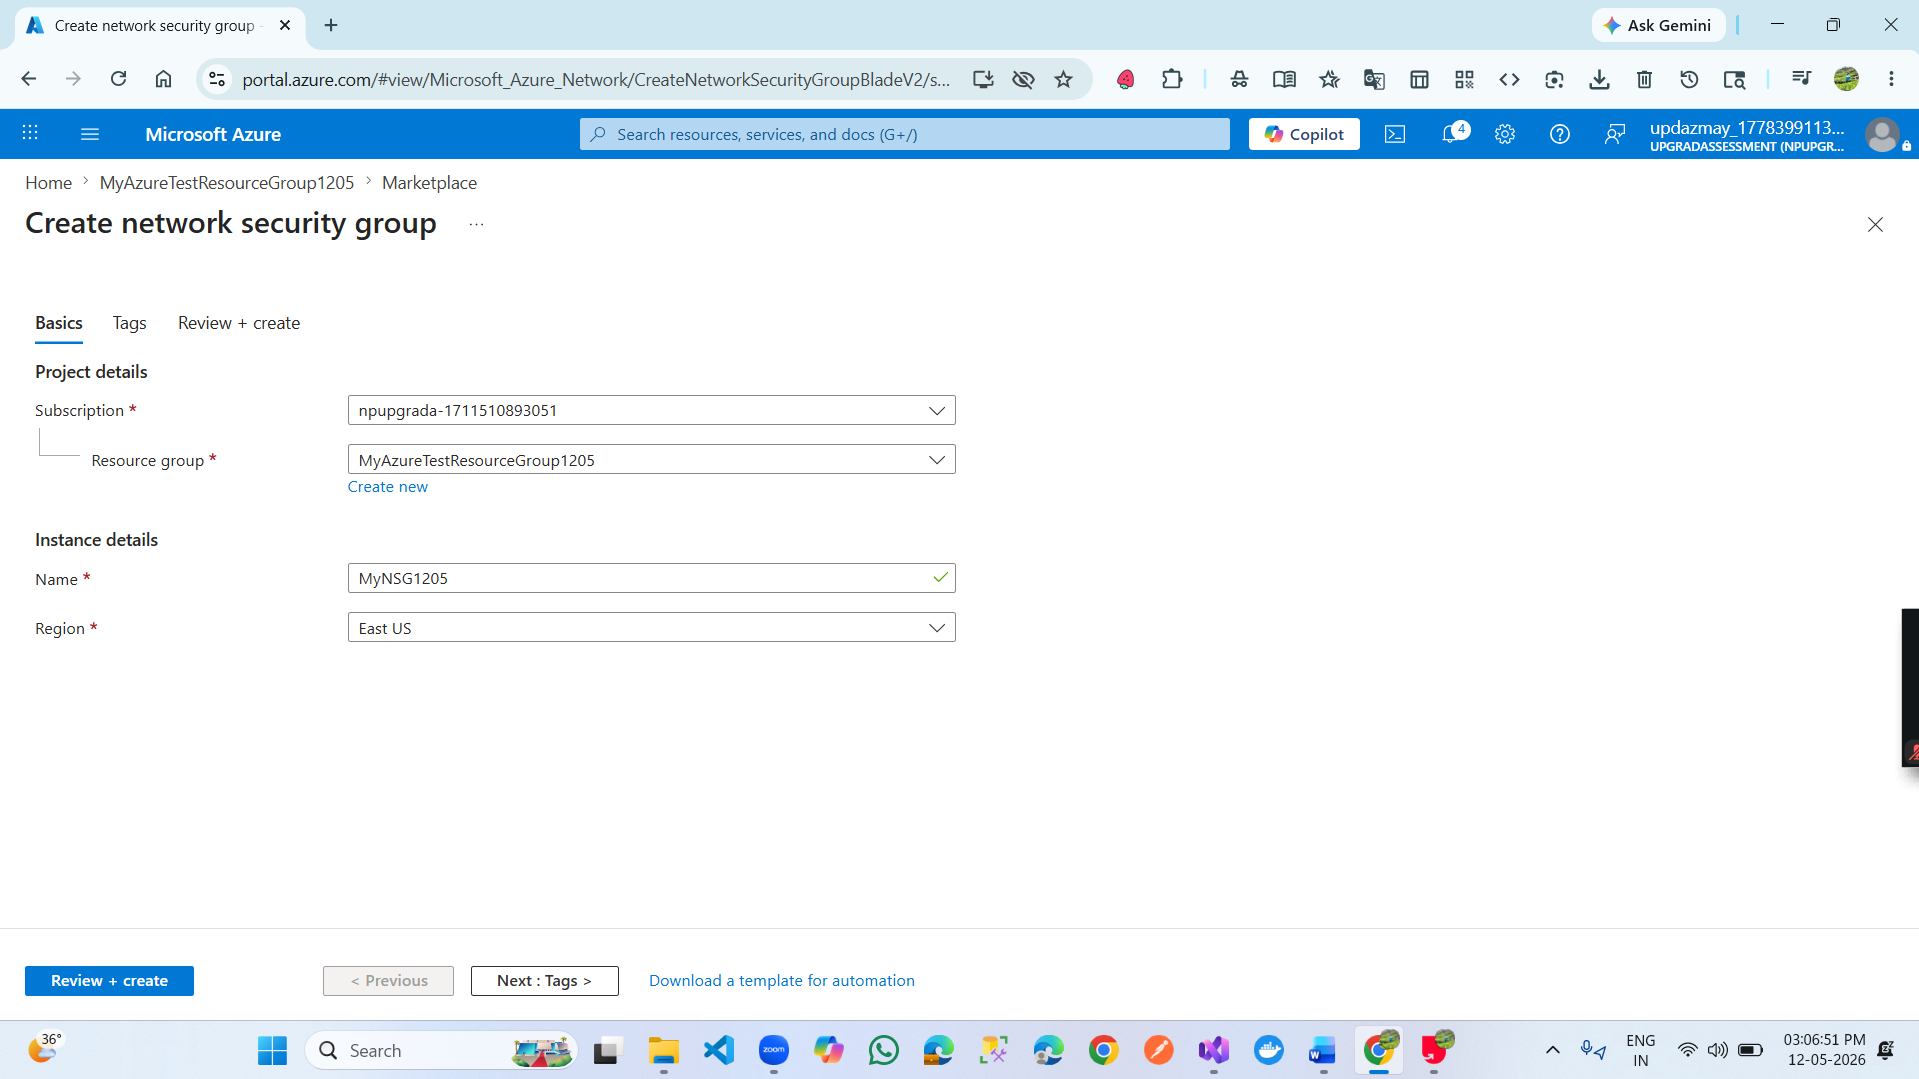 Create network security group -
Ask Gemini
portal.azure.com/#view/Microsoft_Azure_Network/CreateNetworkSecurityGroupBladeV2/s...
Microsoft Azure
Search resources, services, and docs (G+/)
Copilot
4
updazmay_1778399113...
UPGRADASSESSMENT (NPUPGR...
Home > MyAzureTestResourceGroup1205 > Marketplace
Create network security group ...
Basics Tags Review + create
Project details
Subscription * npupgrada-1711510893051
Resource group * MyAzureTestResourceGroup1205
Create new
Instance details
Name * MyNSG1205
Region * East US
Review + create < Previous Next : Tags > Download a template for automation
36°
Search
zoom
ENG
IN
03:06:51 PM
12-05-2026